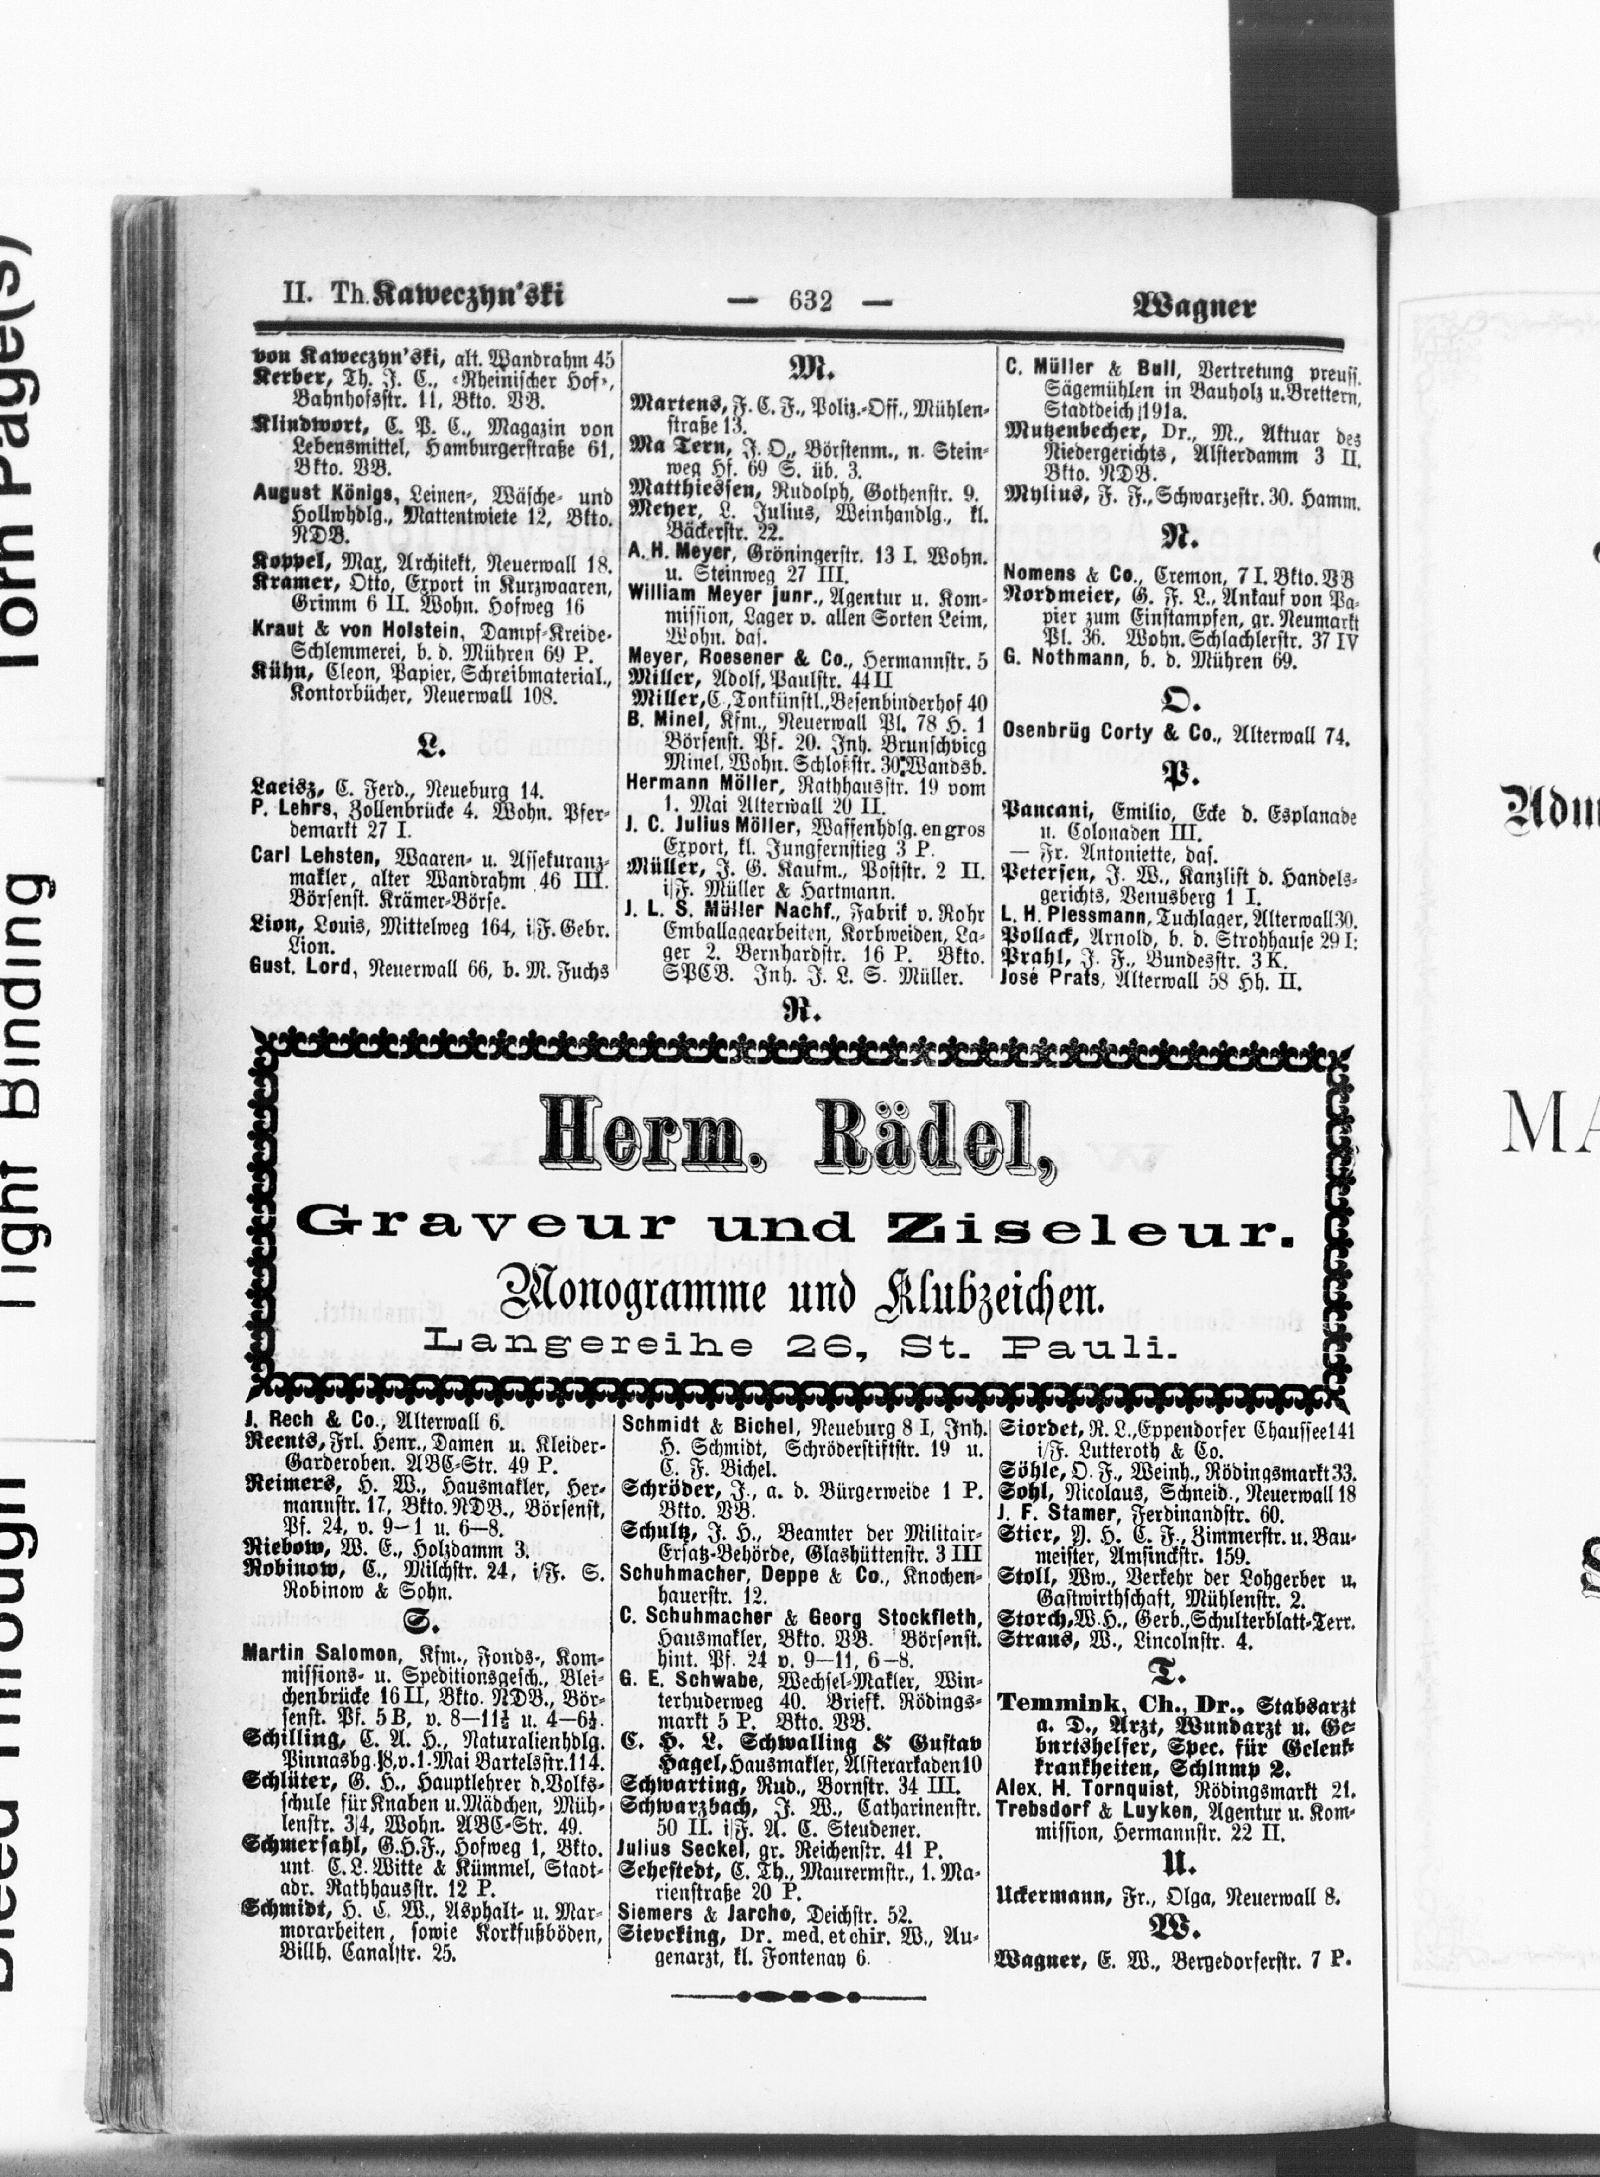 II. Th. Kaweczyn'ski — 632 — Wagner
von Kaweczyn'ski, alt. Wandrahm 45
Kerber, Th. J. C., «Rheinischer Hof»,
Bahnhofsstr. 11, Bkto. VB.
Klindwort, C. P. C., Magazin von
Lebensmittel, Hamburgerstraße 61,
Bkto. VB.
August Königs, Leinen-, Wäsche- und
Hollwhdlg., Mattentwiete 12, Bkto.
NDB.
Koppel, Max, Architekt, Neuerwall 18.
Kramer, Otto, Export in Kurzwaaren,
Grimm 6 II. Wohn. Hofweg 16
Kraut & von Holstein, Dampf-Kreide-
Schlemmerei, b. d. Mühren 69 P.
Kühn, Cleon, Papier, Schreibmaterial.,
Kontorbücher, Neuerwall 108.
L.
Laeisz, C. Ferd., Neueburg 14.
P. Lehrs, Zollenbrücke 4. Wohn. Pfer-
demarkt 27 I.
Carl Lehsten, Waaren- u. Assekuranz-
makler, alter Wandrahm 46 III.
Börsenst. Krämer-Börse.
Lion, Louis, Mittelweg 164, i/F. Gebr.
Lion.
Gust. Lord, Neuerwall 66, b. M. Fuchs
M.
Martens, F. C. F., Poliz.-Off., Mühlen-
straße 13.
Ma Tern, J. O., Börstenm., n. Stein-
weg Hf. 69 S. üb. 3.
Matthiessen, Rudolph, Gothenstr. 9.
Meyer, L. Julius, Weinhandlg., kl.
Bäckerstr. 22.
A. H. Meyer, Gröningerstr. 13 I. Wohn.
u. Steinweg 27 III.
William Meyer junr., Agentur u. Kom-
mission, Lager v. allen Sorten Leim,
Wohn. das.
Meyer, Roesener & Co., Hermannstr. 5
Miller, Adolf, Paulstr. 44 II
Miller, C., Tonkünstl., Besenbinderhof 40
B. Minel, Kfm., Neuerwall Pl. 78 H. 1
Börsenst. Pf. 20. Inh. Brunschvicg
Minel, Wohn. Schloßstr. 30 Wandsb.
Hermann Möller, Rathhausstr. 19 vom
1. Mai Alterwall 20 II.
J. C. Julius Möller, Waffenhdlg. en gros
Export, kl. Jungfernstieg 3 P.
Müller, J. G. Kaufm., Poststr. 2 II.
i/F. Müller & Hartmann.
J. L. S. Müller Nachf., Fabrik v. Rohr
Emballagearbeiten, Korbweiden, La-
ger 2. Bernhardstr. 16 P. Bkto.
SPCB. Inh. J. L. S. Müller.
C. Müller & Bull, Vertretung preuss.
Sägemühlen in Bauholz u. Brettern,
Stadtdeich 191a.
Mutzenbecher, Dr., M., Aktuar des
Niedergerichts, Alsterdamm 3 II.
Bkto. NDB.
Mylius, F. F., Schwarzestr. 30. Hamm.
N.
Nomens & Co., Cremon, 7 I. Bkto. VB
Nordmeier, G. F. L., Ankauf von Pa-
pier zum Einstampfen, gr. Neumarkt
Pl. 36. Wohn. Schlachlerstr. 37 IV
G. Nothmann, b. d. Mühren 69.
O.
Osenbrüg Corty & Co., Alterwall 74.
P.
Pancani, Emilio, Ecke d. Esplanade
u. Colonaden III.
— Fr. Antoniette, das.
Petersen, J. W., Kanzlist d. Handels-
gerichts, Venusberg 1 I.
L. H. Plessmann, Tuchlager, Alterwall 30.
Pollack, Arnold, b. d. Strohhause 29 I:
Prahl, J. F., Bundesstr. 3 K.
José Prats, Alterwall 58 Hh. II.
R.
Herm. Rädel,
Graveur und Ziseleur.
Monogramme und Klubzeichen.
Langereihe 26, St. Pauli.
J. Rech & Co., Alterwall 6.
Reents, Frl. Henr., Damen u. Kleider-
Garderoben. ABC-Str. 49 P.
Reimers, H. W., Hausmakler, Her-
mannstr. 17, Bkto. NDB., Börsenst,
Pf. 24, v. 9—1 u. 6—8.
Riebow, W. E., Holzdamm 3.
Robinow, C., Milchstr. 24, i/F. S.
Robinow & Sohn.
S.
Martin Salomon, Kfm., Fonds-, Kom-
missions- u. Speditionsgesch., Blei-
chenbrücke 16 II, Bkto. NDB., Bör-
senst. Pf. 5 B, v. 8—11½ u. 4—6½.
Schilling, C. A. H., Naturalienhdlg.
Pinnasbg. 18, v. 1. Mai Bartelsstr. 114.
Schlüter, G. H., Hauptlehrer d. Volks-
schule für Knaben u. Mädchen, Müh-
lenstr. 3/4, Wohn. ABC-Str. 49.
Schmersahl, G. H. F., Hofweg 1, Bkto.
unt. C. L. Witte & Kümmel, Stadt-
adr. Rathhausstr. 12 P.
Schmidt, H. C. W., Asphalt- u. Mar-
morarbeiten, sowie Korkfußböden,
Billh. Canalstr. 25.
Schmidt & Bichel, Neueburg 8 I, Inh.
H. Schmidt, Schröderstiftstr. 19 u.
C. F. Bichel.
Schröder, J., a. d. Bürgerweide 1 P.
Bkto. VB.
Schultz, J. H., Beamter der Militair-
Ersatz-Behörde, Glashüttenstr. 3 III
Schuhmacher, Deppe & Co., Knochen-
hauerstr. 12.
C. Schuhmacher & Georg Stockfleth,
Hausmakler, Bkto. VB. Börsenst.
hint. Pf. 24 v. 9—11, 6—8.
G. E. Schwabe, Wechsel-Makler, Win-
terhuderweg 40. Briefk. Rödings-
markt 5 P. Bkto. VB.
C. H. L. Schwalling & Gustav
Hagel, Hausmakler, Alsterarkaden 10
Schwarting, Rud., Bornstr. 34 III.
Schwarzbach, J. W., Catharinenstr.
50 II. i/F. A. C. Steudener.
Julius Seckel, gr. Reichenstr. 41 P.
Sehestedt, C. Th., Maurermstr., 1. Ma-
rienstraße 20 P.
Siemers & Jarcho, Deichstr. 52.
Sieveking, Dr. med. et chir. W., Au-
genarzt, kl. Fontenay 6.
Siordet, R. L., Eppendorfer Chaussee 141
i/F. Lutteroth & Co.
Söhle, O. F., Weinh., Rödingsmarkt 33.
Sohl, Nicolaus, Schneid., Neuerwall 18
J. F. Stamer, Ferdinandstr. 60.
Stier, J. H. C. F., Zimmerstr. u. Bau-
meister, Amsinckstr. 159.
Stoll, Ww., Verkehr der Lohgerber u.
Gastwirthschaft, Mühlenstr. 2.
Storch, W. H., Gerb., Schulterblatt-Terr.
Straus, W., Lincolnstr. 4.
T.
Temmink, Ch., Dr., Stabsarzt
a. D., Arzt, Wundarzt u. Ge-
burtshelfer, Spec. für Gelenk-
krankheiten, Schlump 2.
Alex. H. Tornquist, Rödingsmarkt 21.
Trebsdorf & Luyken, Agentur u. Kom-
mission, Hermannstr. 22 II.
U.
Uckermann, Fr., Olga, Neuerwall 8.
W.
Wagner, E. W., Bergedorferstr. 7 P.
Torn Page(s)
Tight Binding
Bleed Through
Adm
MA